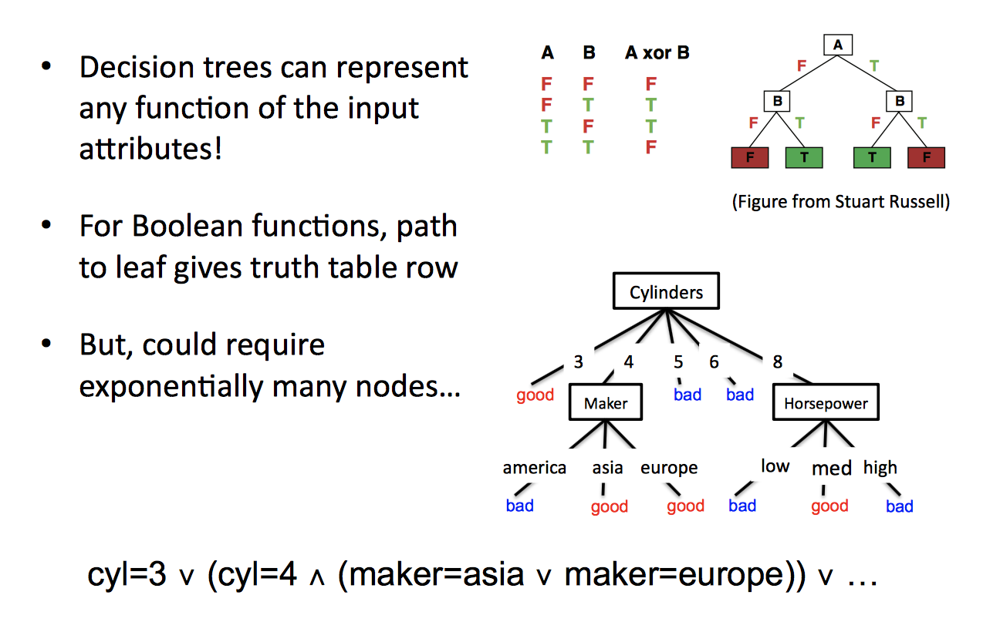 • Decision trees can represent
any function of the input
attributes!
• For Boolean functions, path
to leaf gives truth table row
• But, could require
exponentially many nodes...
A B A xor B
F F F
F T T
T F T
T T F
A
F T
B B
F T F T
F T T F
(Figure from Stuart Russell)
Cylinders
3 4 5 6 8
good Maker bad bad Horsepower
america asia europe low med high
bad good good bad good bad
cyl=3 ∨ (cyl=4 ∧ (maker=asia ∨ maker=europe)) ∨ …